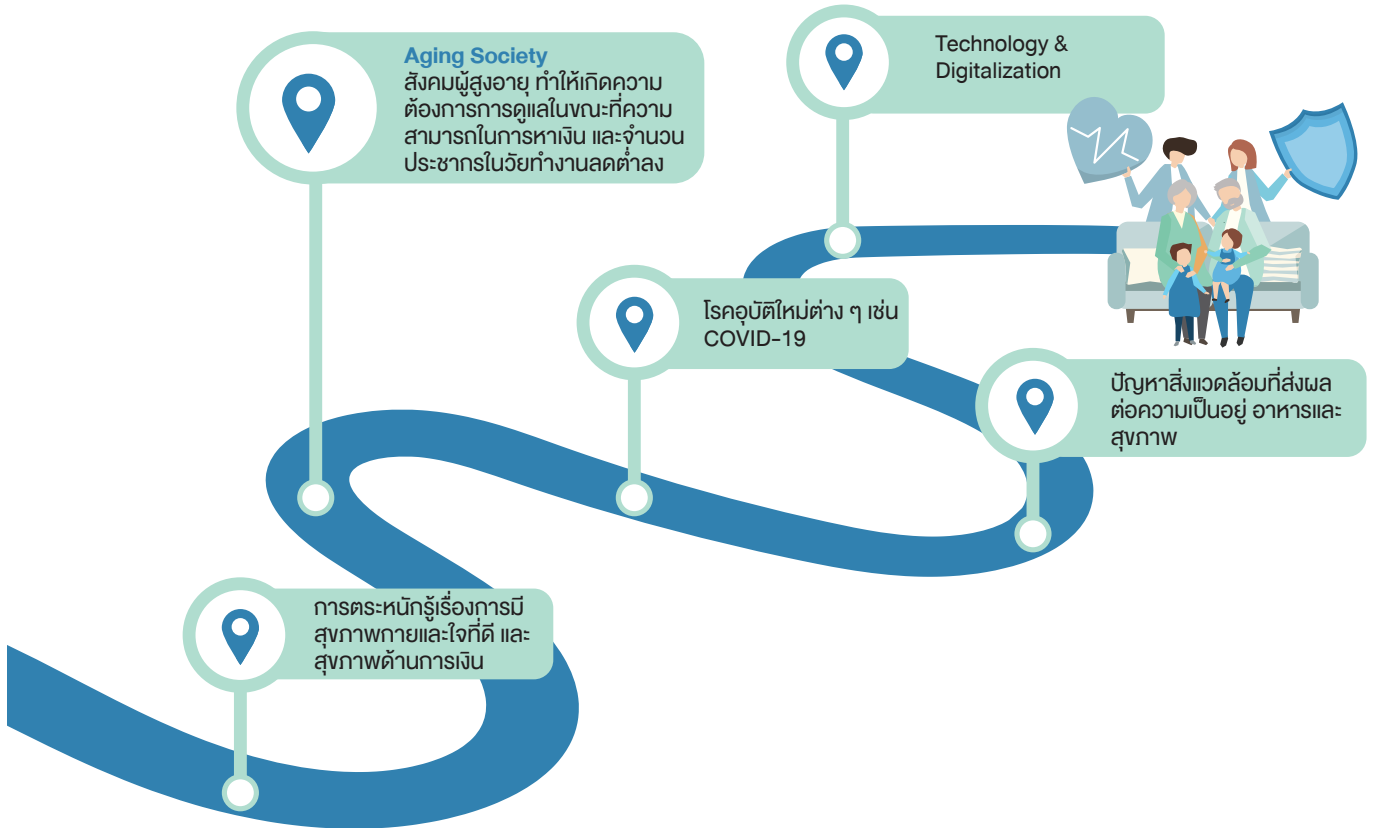 Aging Society
สังคมผู้สูงอายุ ทำให้เกิดความ
ต้องการการดูแลในขณะที่ความ
สามารถในการหาเงิน และจำนวน
ประชากรในวัยทำงานลดต่ำลง
Technology &
Digitalization
โรคอุบัติใหม่ต่าง ๆ เช่น
COVID-19
ปัญหาสิ่งแวดล้อมที่ส่งผล
ต่อความเป็นอยู่ อาหารและ
สุขภาพ
การตระหนักรู้เรื่องการมี
สุขภาพกายและใจที่ดี และ
สุขภาพด้านการเงิน